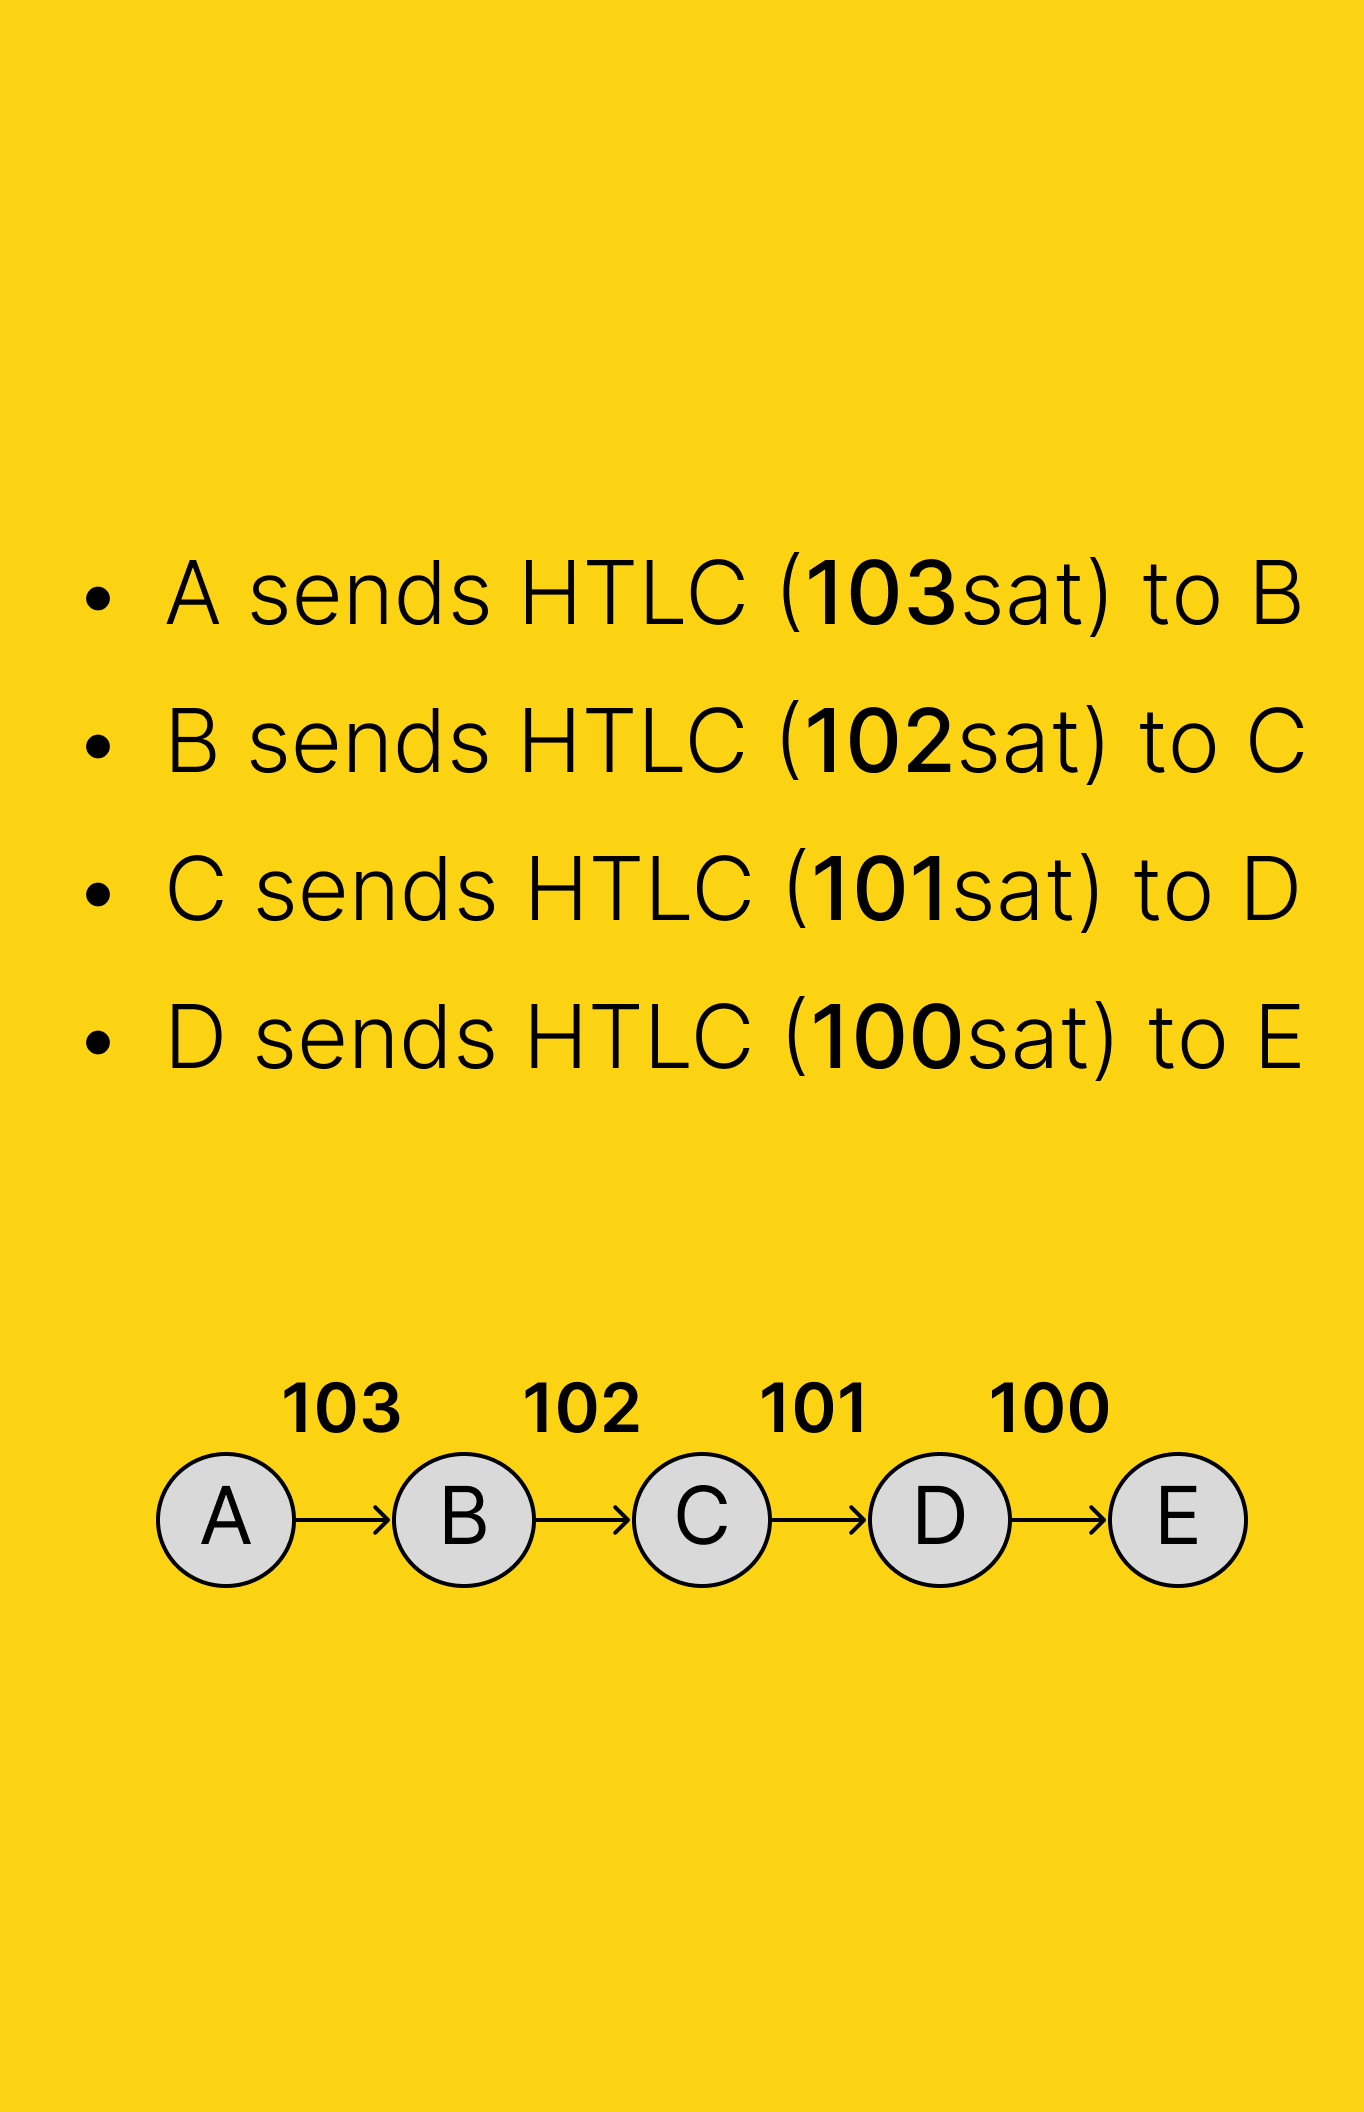 • A sends HTLC (103sat) to B
• B sends HTLC (102sat) to C
• C sends HTLC (101sat) to D
• D sends HTLC (100sat) to E
103 102 101 100
A B C D E